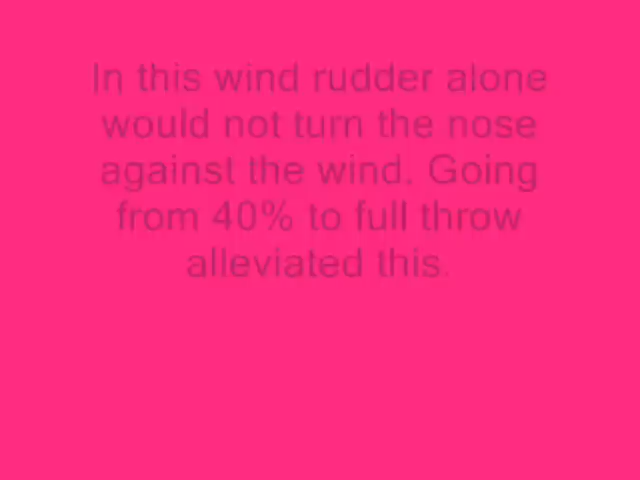 In this wind rudder alone
would not turn the nose
against the wind. Going
from 40% to full throw
alleviated this.